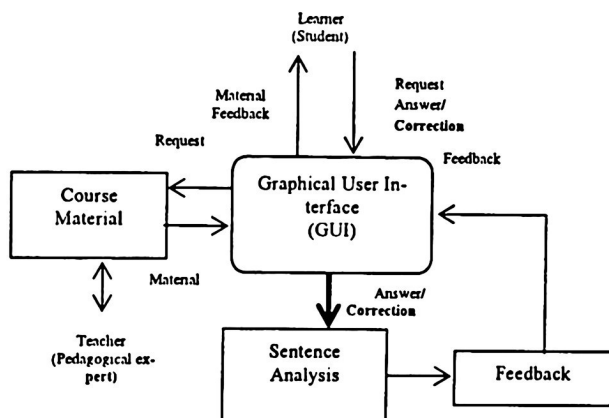 Learner
(Student)
Material
Feedback
Request
Answer/
Correction
Request
Feedback
Course
Material
Graphical User In-
terface
(GUI)
Material
Answer/
Correction
Teacher
(Pedagogical ex-
pert)
Sentence
Analysis
Feedback